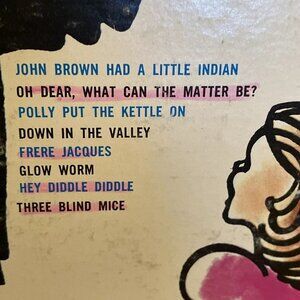 JOHN BROWN HAD A LITTLE INDIAN
OH DEAR, WHAT CAN THE MATTER BE?
POLLY PUT THE KETTLE ON
DOWN IN THE VALLEY
FRERE JACQUES
GLOW WORM
HEY DIDDLE DIDDLE
THREE BLIND MICE